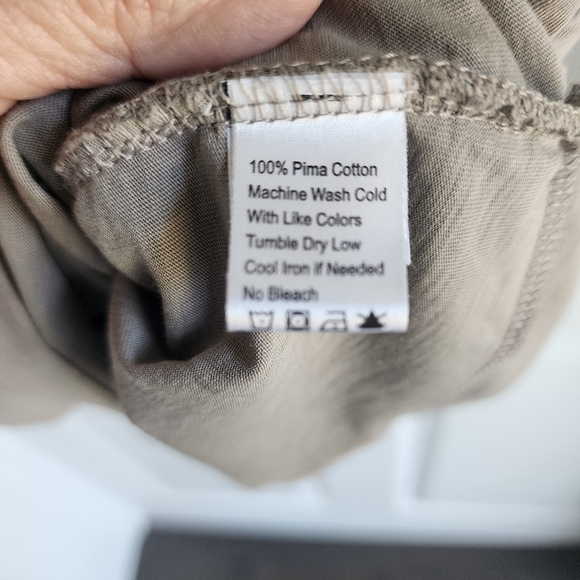 100% Pima Cotton
Machine Wash Cold
With Like Colors
Tumble Dry Low
Cool Iron if Needed
No Bleach